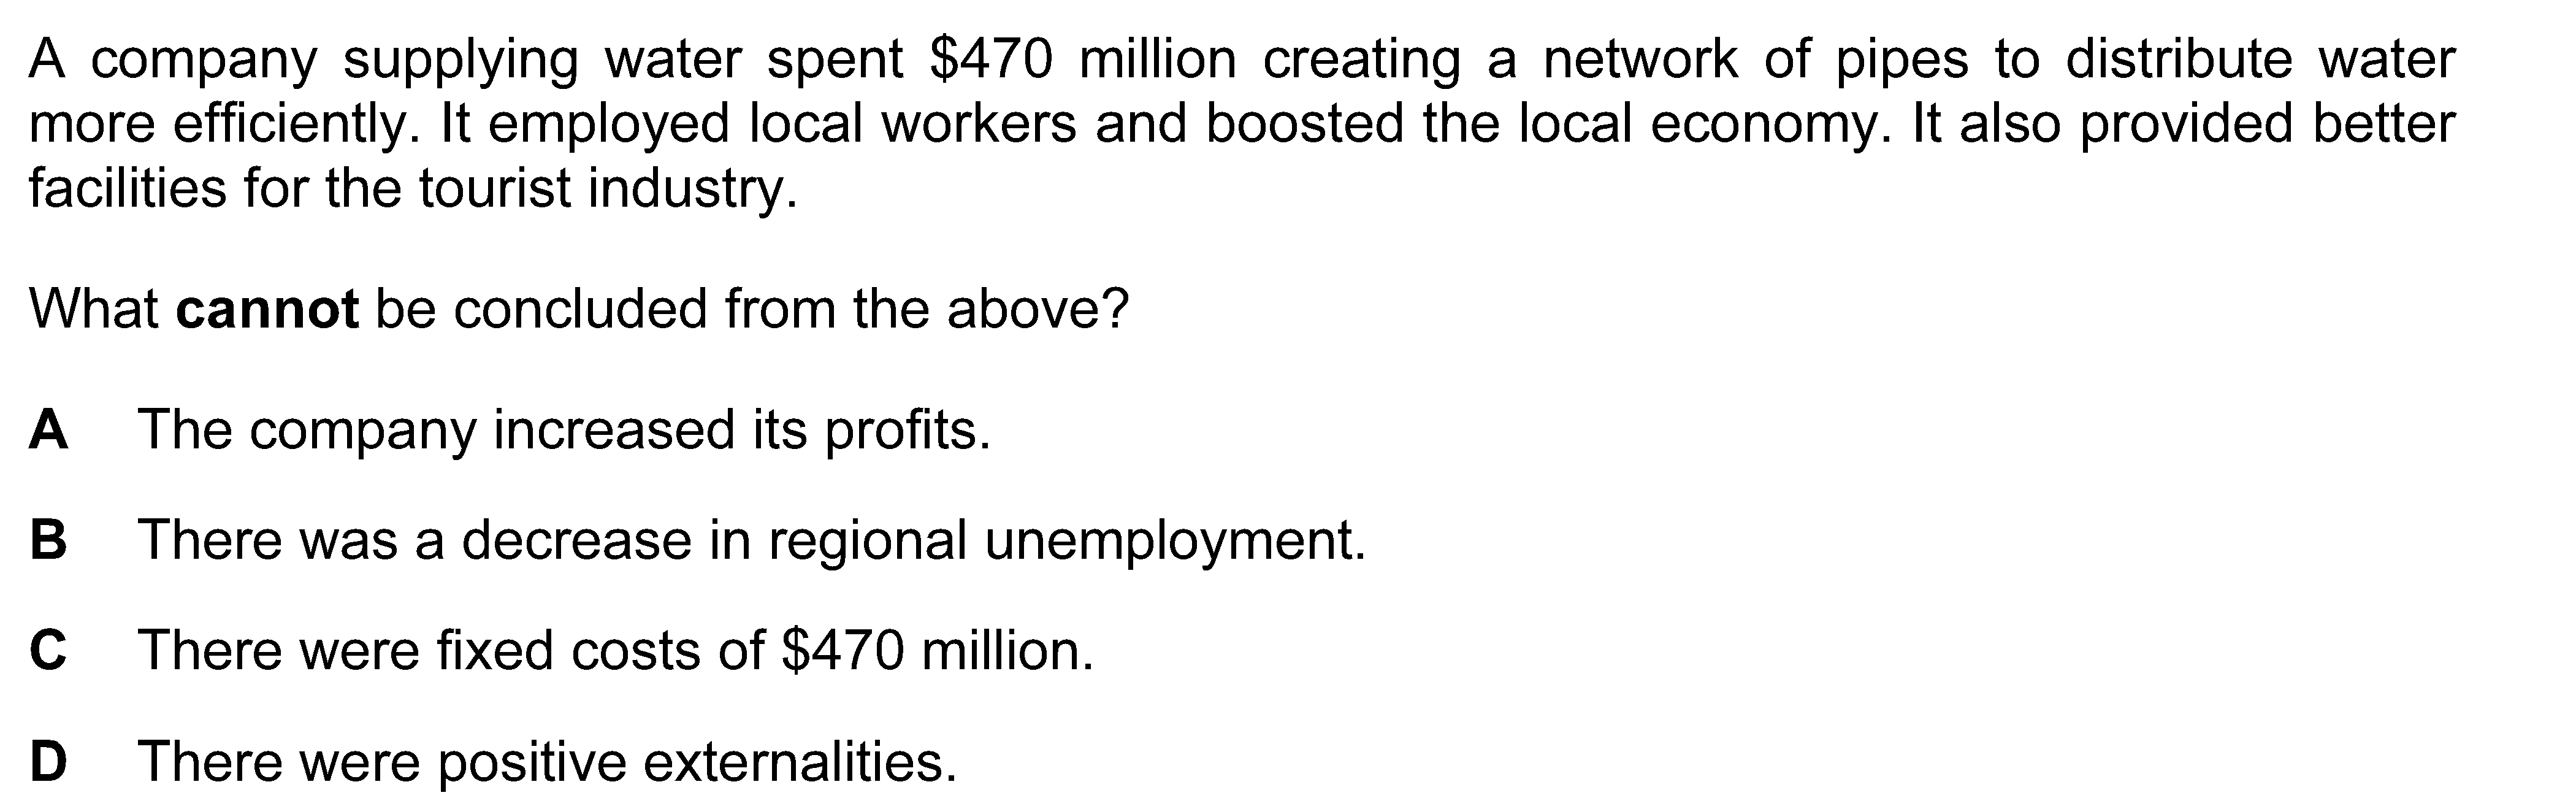 A company supplying water spent $470 million creating a network of pipes to distribute water
more efficiently. It employed local workers and boosted the local economy. It also provided better
facilities for the tourist industry.
What cannot be concluded from the above?
A The company increased its profits.
B There was a decrease in regional unemployment.
C There were fixed costs of $470 million.
D There were positive externalities.